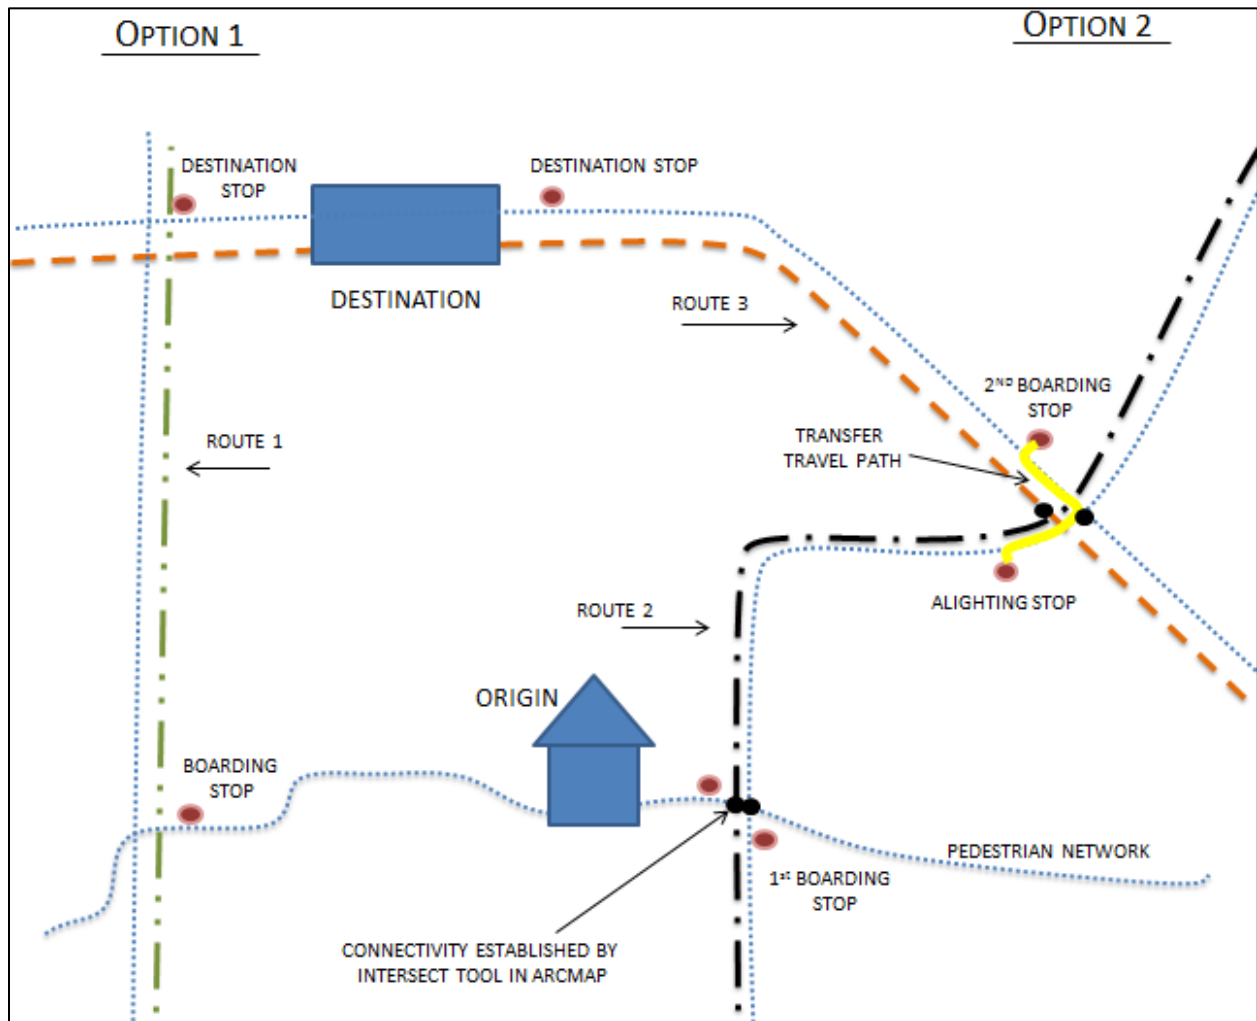 OPTION 1
OPTION 2
DESTINATION
STOP
DESTINATION STOP
DESTINATION
ROUTE 3
2ND BOARDING
STOP
TRANSFER
TRAVEL PATH
ROUTE 1
ALIGHTING STOP
ROUTE 2
ORIGIN
BOARDING
STOP
PEDESTRIAN NETWORK
1st BOARDING
STOP
CONNECTIVITY ESTABLISHED BY
INTERSECT TOOL IN ARCMAP